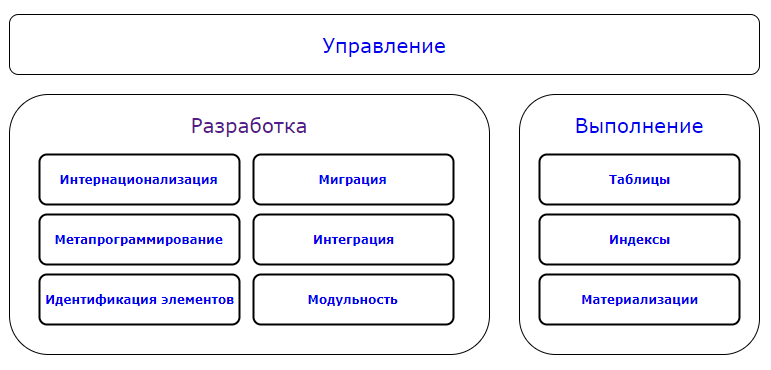 Управление
Разработка
Интернационализация
Миграция
Метапрограммирование
Интеграция
Идентификация элементов
Модульность
Выполнение
Таблицы
Индексы
Материализации